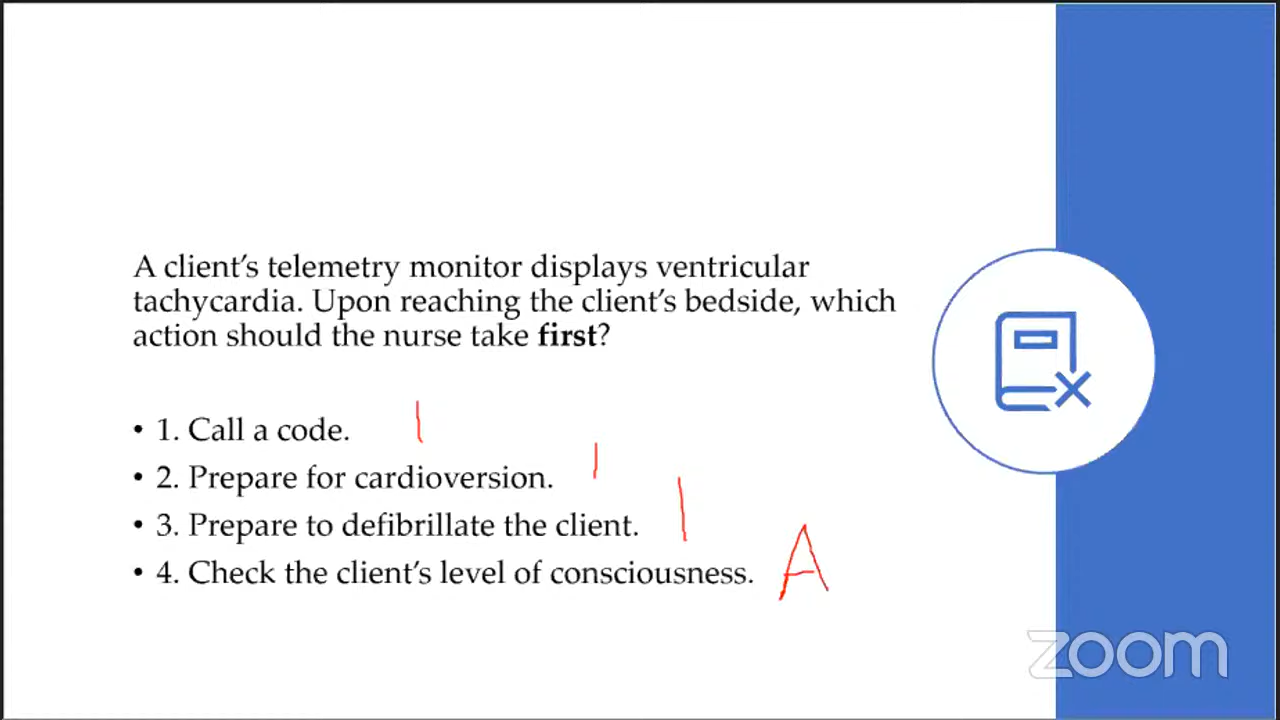 A client’s telemetry monitor displays ventricular
tachycardia. Upon reaching the client’s bedside, which
action should the nurse take first?
• 1. Call a code. I
• 2. Prepare for cardioversion. I
• 3. Prepare to defibrillate the client. I
• 4. Check the client’s level of consciousness. A
zoom